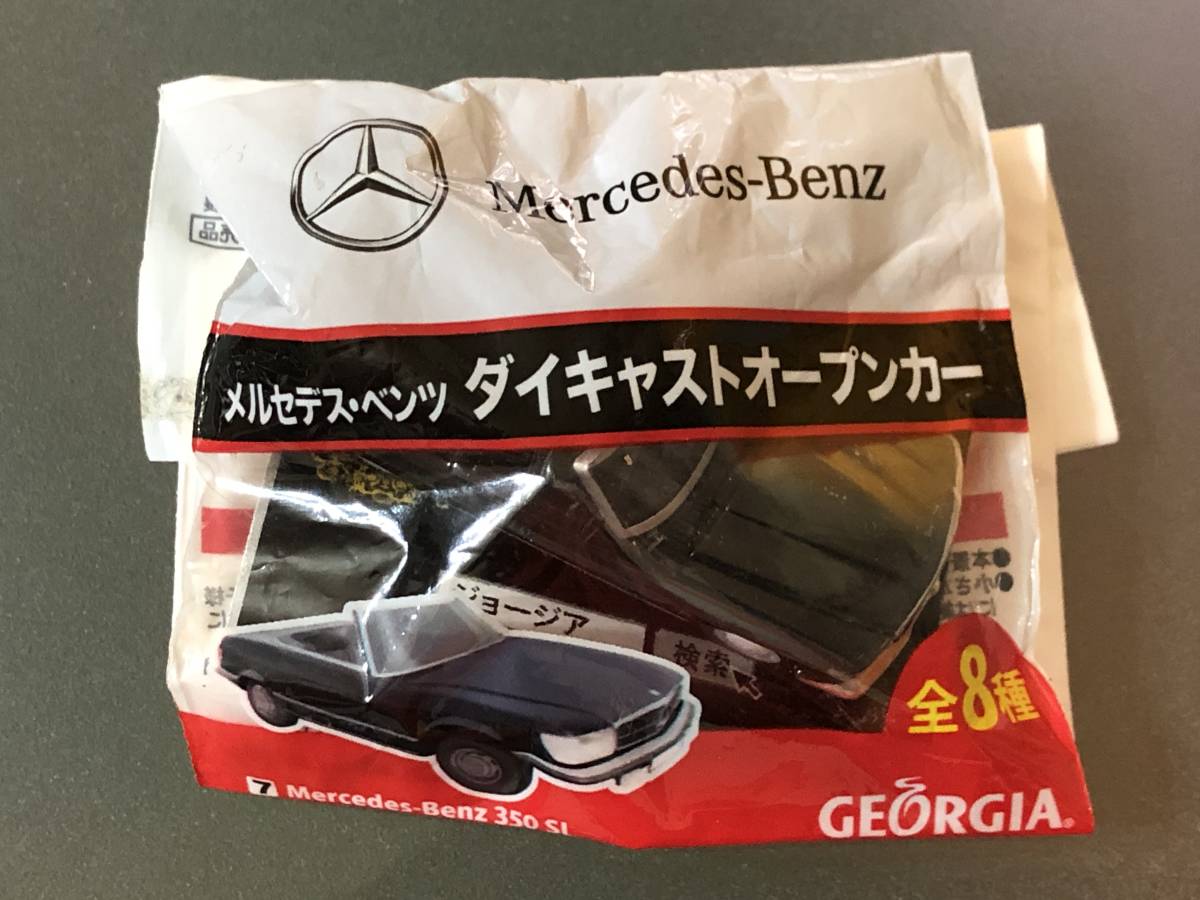 Mercedes-Benz
売品
メルセデス・ベンツ ダイキャストオープンカー
ジョージア
検索
全8種
7 Mercedes-Benz 350 SL
GEORGIA®